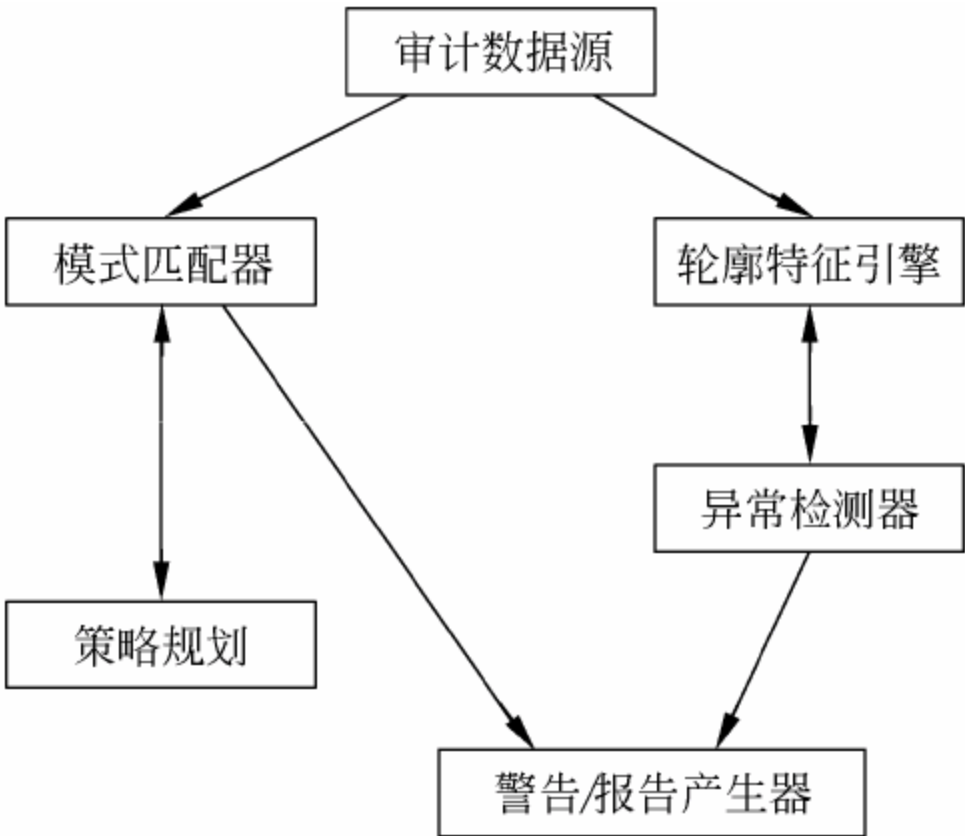 审计数据源
模式匹配器
轮廓特征引擎
异常检测器
策略规划
警告/报告产生器